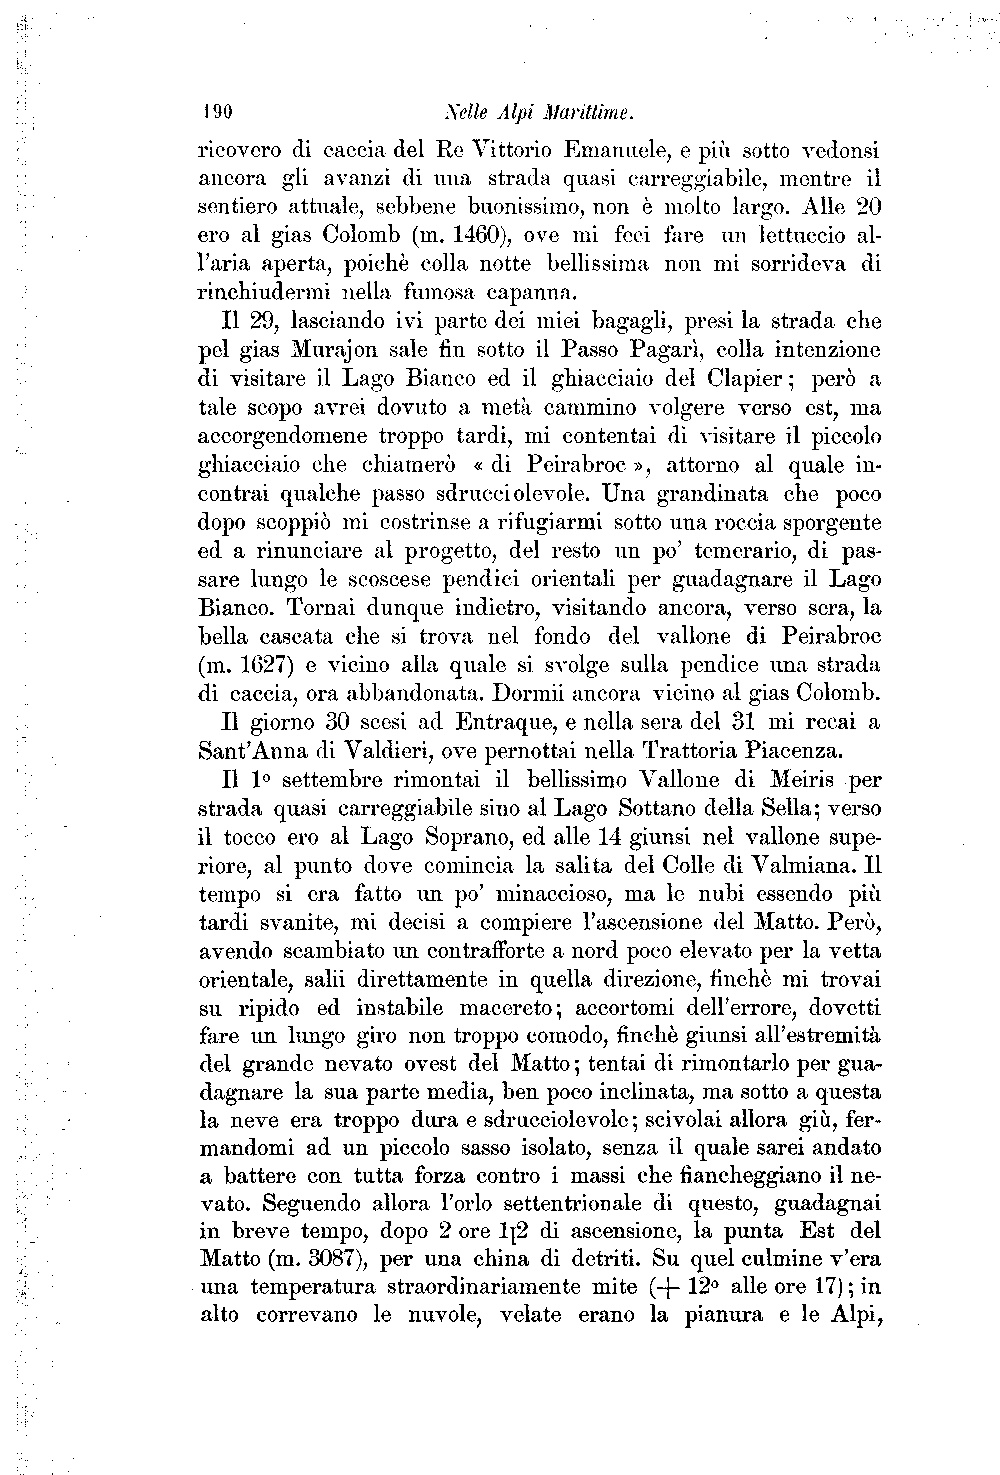 190 Nelle Alpi Marittime.
ricovero di caccia del Re Vittorio Emanuele, e più sotto vedonsi
ancora gli avanzi di una strada quasi carreggiabile, mentre il
sentiero attuale, sebbene buonissimo, non è molto largo. Alle 20
ero al gias Colomb (m. 1460), ove mi feci fare un lettuccio al-
l'aria aperta, poichè colla notte bellissima non mi sorrideva di
rinchiudermi nella fumosa capanna.
Il 29, lasciando ivi parte dei miei bagagli, presi la strada che
pel gias Murajon sale fin sotto il Passo Pagarì, colla intenzione
di visitare il Lago Bianco ed il ghiacciaio del Clapier; però a
tale scopo avrei dovuto a metà cammino volgere verso est, ma
accorgendomene troppo tardi, mi contentai di visitare il piccolo
ghiacciaio che chiamerò « di Peirabroc », attorno al quale in-
contrai qualche passo sdrucciolevole. Una grandinata che poco
dopo scoppiò mi costrinse a rifugiarmi sotto una roccia sporgente
ed a rinunciare al progetto, del resto un po' temerario, di pas-
sare lungo le scoscese pendici orientali per guadagnare il Lago
Bianco. Tornai dunque indietro, visitando ancora, verso sera, la
bella cascata che si trova nel fondo del vallone di Peirabroc
(m. 1627) e vicino alla quale si svolge sulla pendice una strada
di caccia, ora abbandonata. Dormii ancora vicino al gias Colomb.
Il giorno 30 scesi ad Entraque, e nella sera del 31 mi recai a
Sant'Anna di Valdieri, ove pernottai nella Trattoria Piacenza.
Il 1º settembre rimontai il bellissimo Vallone di Meiris per
strada quasi carreggiabile sino al Lago Sottano della Sella; verso
il tocco ero al Lago Soprano, ed alle 14 giunsi nel vallone supe-
riore, al punto dove comincia la salita del Colle di Valmiana. Il
tempo si era fatto un po' minaccioso, ma le nubi essendo più
tardi svanite, mi decisi a compiere l'ascensione del Matto. Però,
avendo scambiato un contrafforte a nord poco elevato per la vetta
orientale, salii direttamente in quella direzione, finchè mi trovai
su ripido ed instabile macereto; accortomi dell'errore, dovetti
fare un lungo giro non troppo comodo, finchè giunsi all'estremità
del grande nevato ovest del Matto; tentai di rimontarlo per gua-
dagnare la sua parte media, ben poco inclinata, ma sotto a questa
la neve era troppo dura e sdrucciolevole; scivolai allora giù, fer-
mandomi ad un piccolo sasso isolato, senza il quale sarei andato
a battere con tutta forza contro i massi che fiancheggiano il ne-
vato. Seguendo allora l'orlo settentrionale di questo, guadagnai
in breve tempo, dopo 2 ore 1[2 di ascensione, la punta Est del
Matto (m. 3087), per una china di detriti. Su quel culmine v'era
una temperatura straordinariamente mite (+ 12º alle ore 17); in
alto correvano le nuvole, velate erano la pianura e le Alpi,